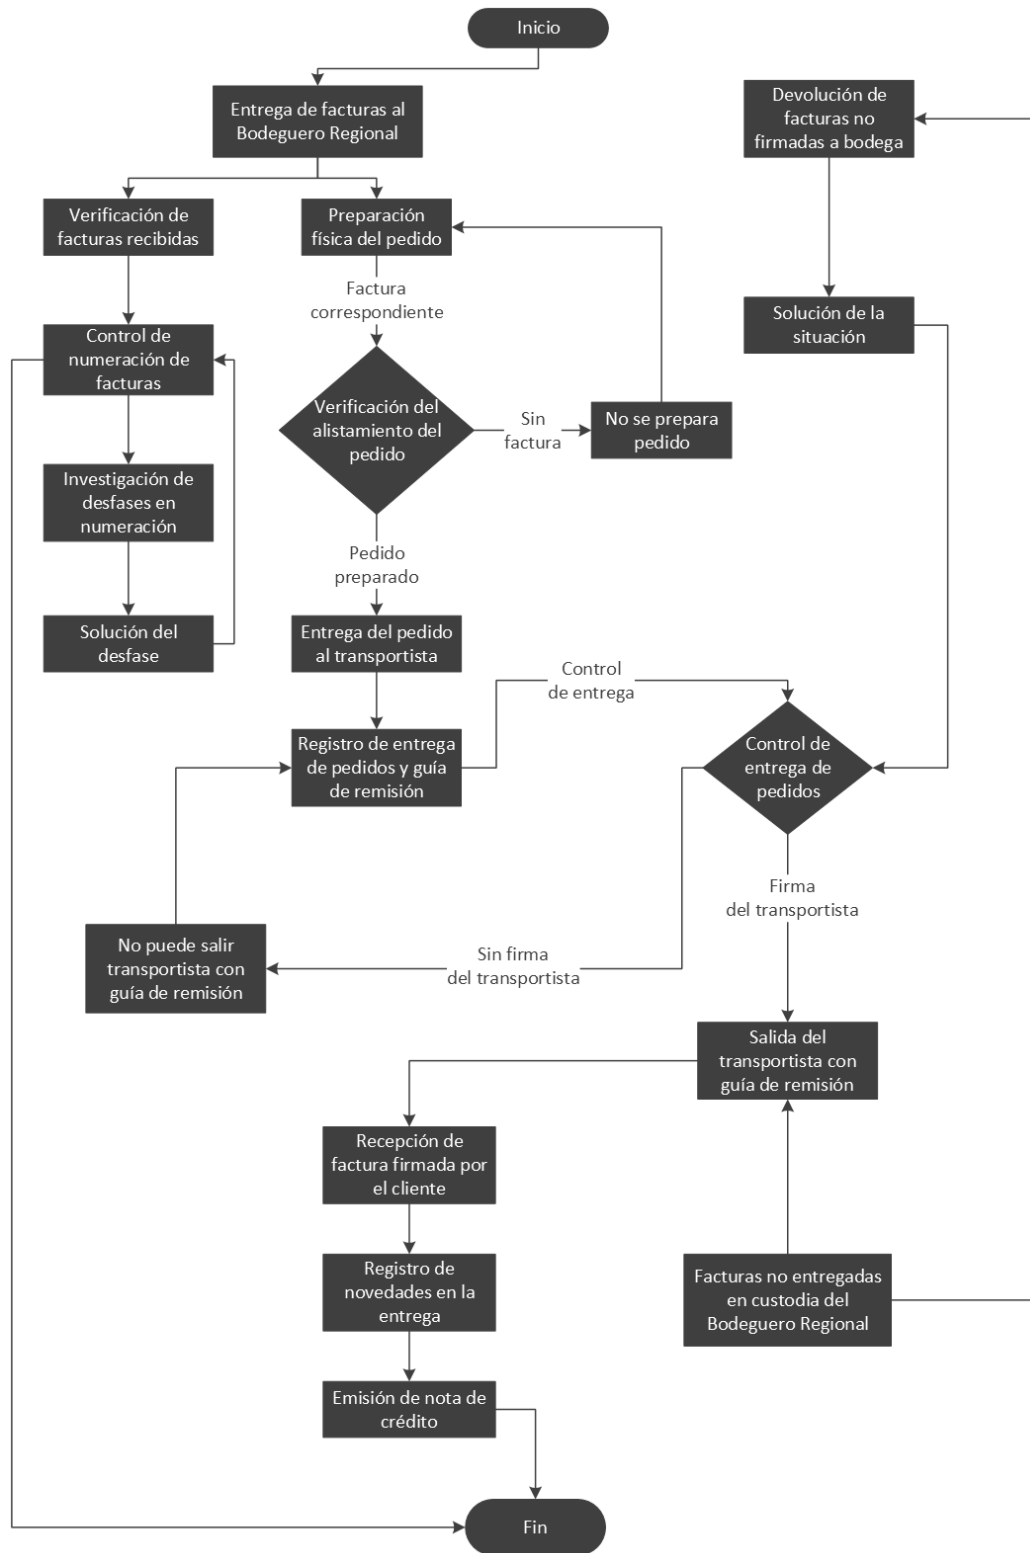 Inicio
Entrega de facturas al
Bodeguero Regional
Devolución de
facturas no
firmadas a bodega
Verificación de
facturas recibidas
Preparación
física del pedido
Factura
correspondiente
Control de
numeración de
facturas
Solución de la
situación
Verificación del
alistamiento del
pedido
Sin
factura
No se prepara
pedido
Investigación de
desfases en
numeración
Pedido
preparado
Solución del
desfase
Entrega del pedido
al transportista
Control
de entrega
Registro de entrega
de pedidos y guía
de remisión
Control de
entrega de
pedidos
Firma
del transportista
No puede salir
transportista con
guía de remisión
Sin firma
del transportista
Salida del
transportista con
guía de remisión
Recepción de
factura firmada por
el cliente
Registro de
novedades en la
entrega
Facturas no entregadas
en custodia del
Bodeguero Regional
Emisión de nota de
crédito
Fin